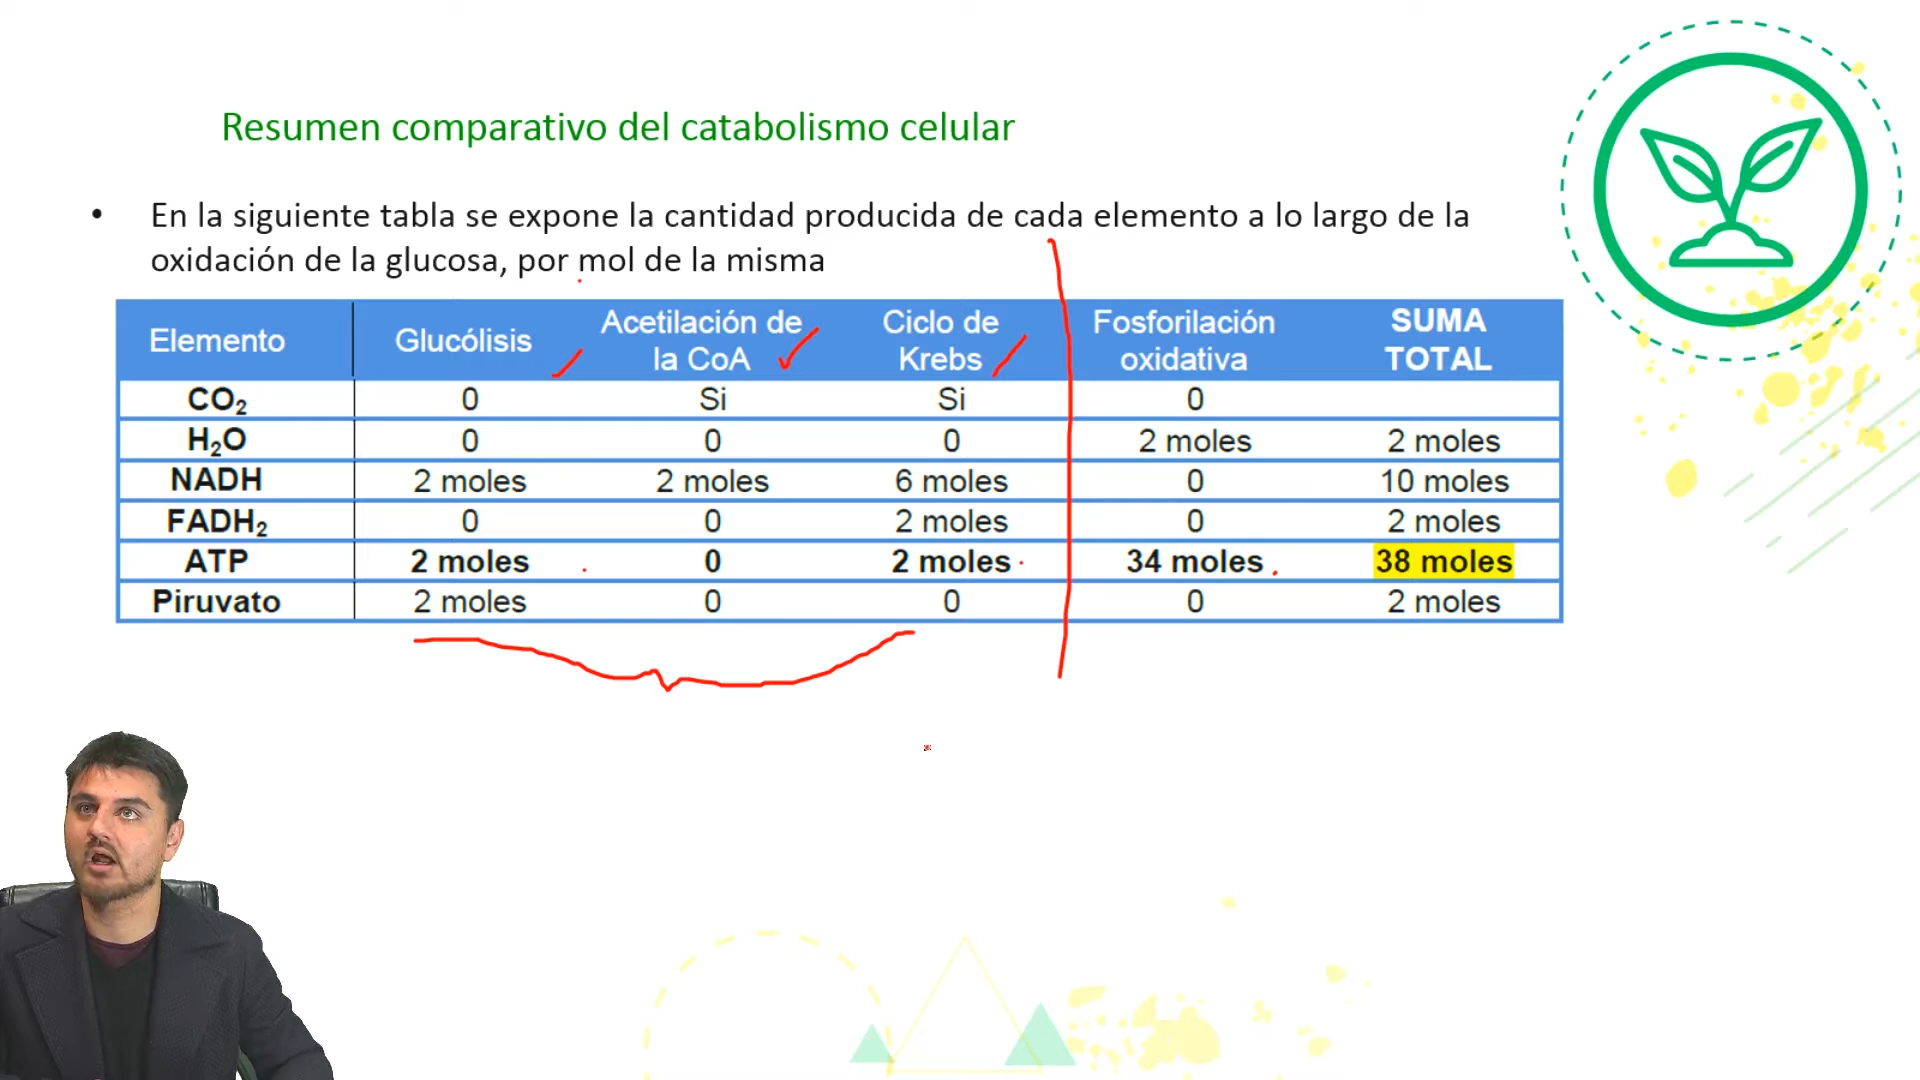 Resumen comparativo del catabolismo celular
• En la siguiente tabla se expone la cantidad producida de cada elemento a lo largo de la
oxidación de la glucosa, por mol de la misma
Elemento Glucólisis Acetilación de la CoA Ciclo de Krebs Fosforilación oxidativa SUMA TOTAL
CO₂ 0 Si Si 0
H₂O 0 0 0 2 moles 2 moles
NADH 2 moles 2 moles 6 moles 0 10 moles
FADH₂ 0 0 2 moles 0 2 moles
ATP 2 moles 0 2 moles 34 moles 38 moles
Piruvato 2 moles 0 0 0 2 moles